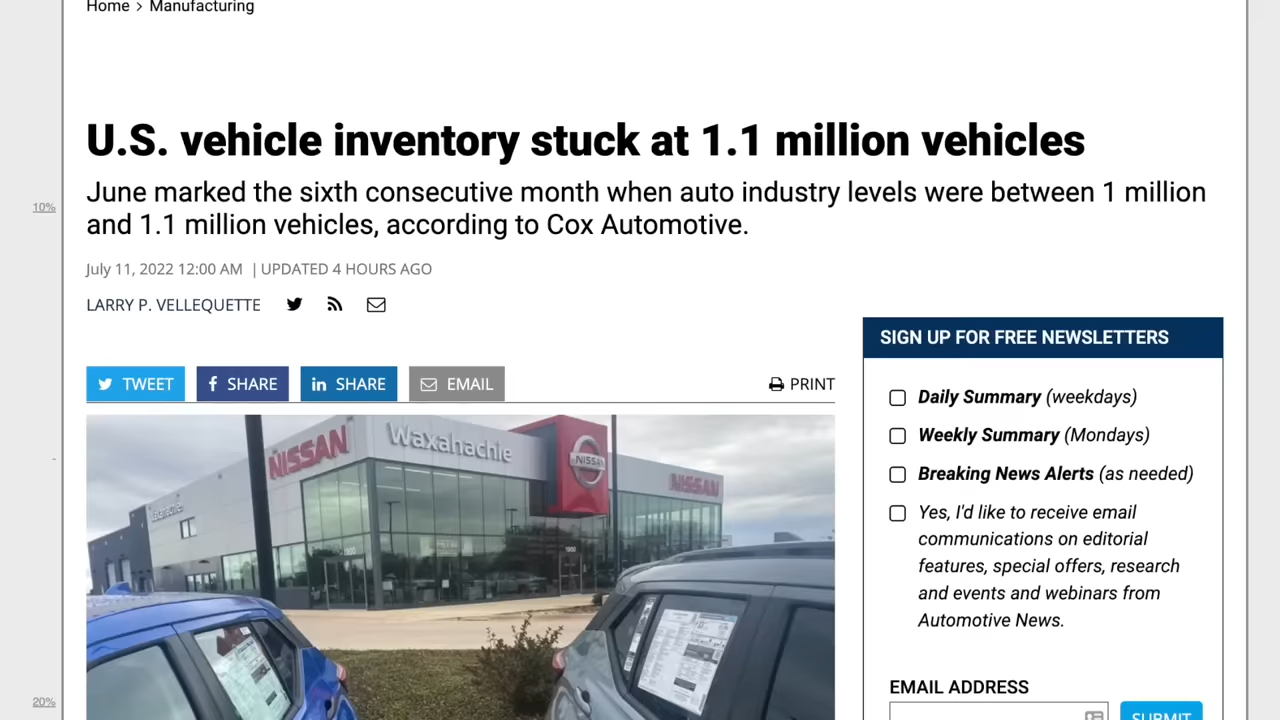 Home > Manufacturing
U.S. vehicle inventory stuck at 1.1 million vehicles
June marked the sixth consecutive month when auto industry levels were between 1 million
and 1.1 million vehicles, according to Cox Automotive.
10%
July 11, 2022 12:00 AM | UPDATED 4 HOURS AGO
LARRY P. VELLEQUETTE
TWEET
SHARE
in SHARE
EMAIL
PRINT
NISSAN
Waxahachie
NISSAN
NISSAN
SIGN UP FOR FREE NEWSLETTERS
Daily Summary (weekdays)
Weekly Summary (Mondays)
Breaking News Alerts (as needed)
Yes, I'd like to receive email
communications on editorial
features, special offers, research
and events and webinars from
Automotive News.
EMAIL ADDRESS
SUBMIT
20%